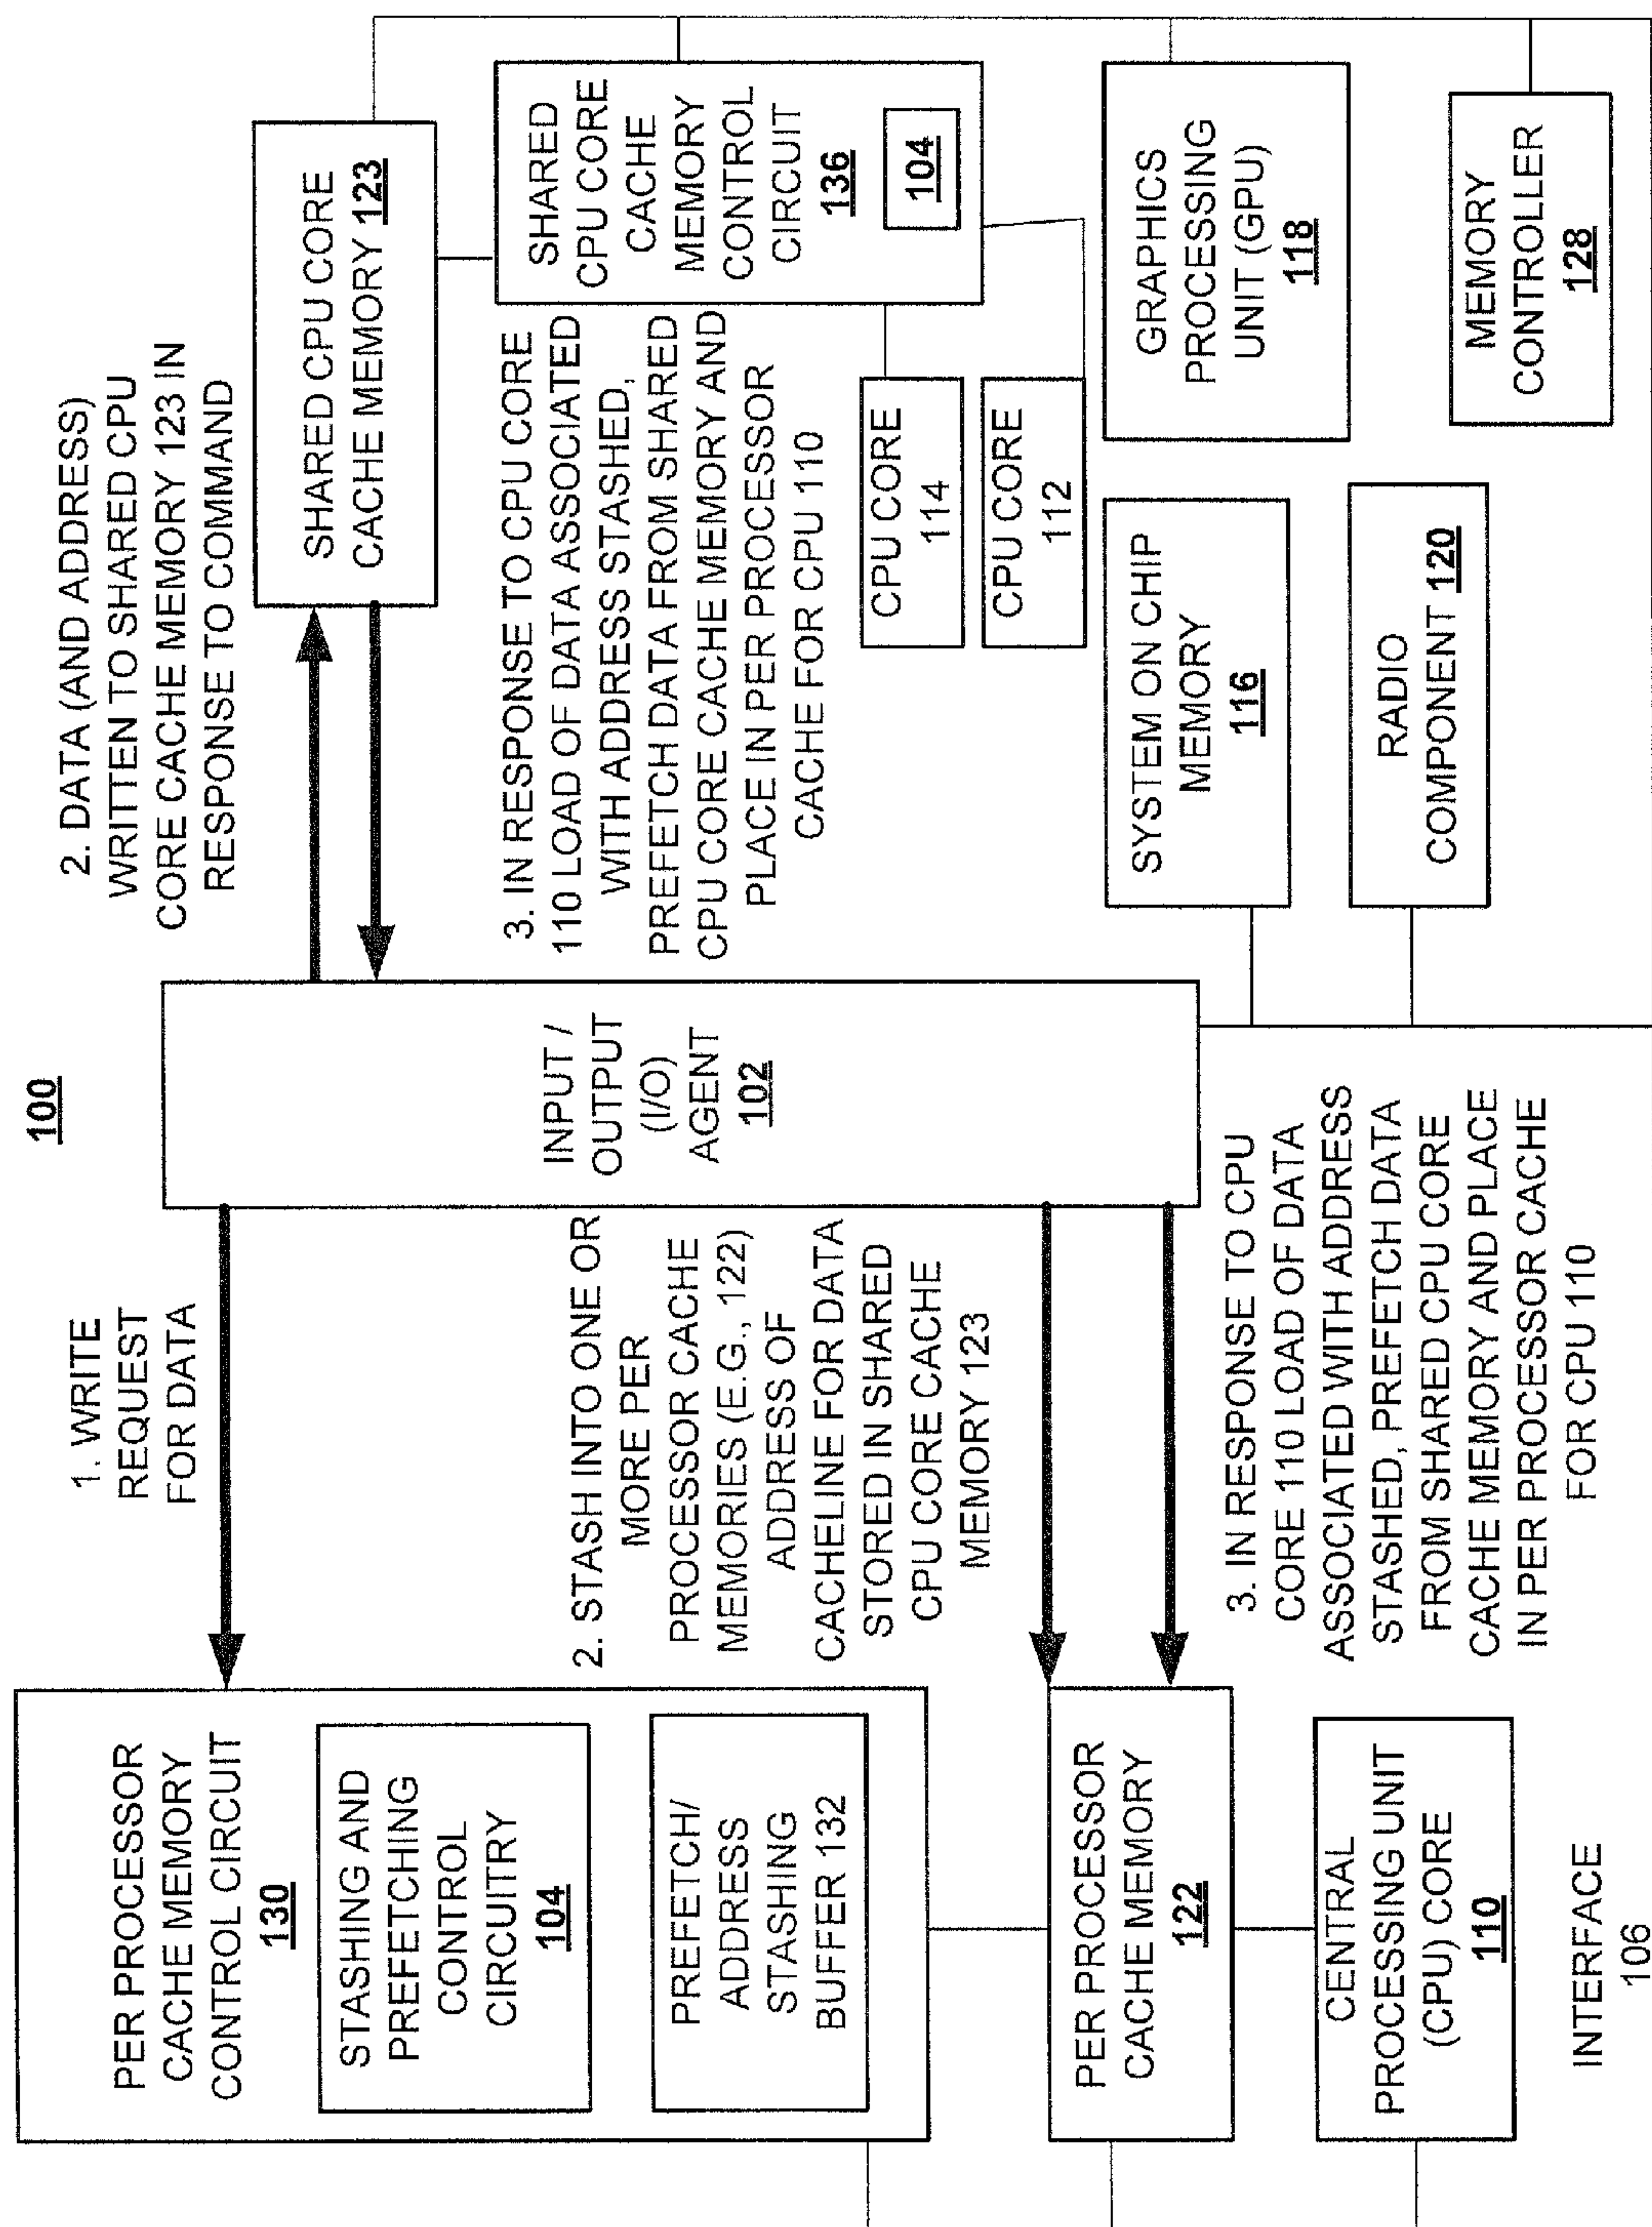 100
1. WRITE
REQUEST
FOR DATA
2. DATA (AND ADDRESS)
WRITTEN TO SHARED CPU
CORE CACHE MEMORY 123 IN
RESPONSE TO COMMAND
PER PROCESSOR
CACHE MEMORY
CONTROL CIRCUIT
130
STASHING AND
PREFETCHING
CONTROL
CIRCUITRY
104
PREFETCH/
ADDRESS
STASHING
BUFFER 132
INPUT /
OUTPUT
(I/O)
AGENT
102
SHARED CPU CORE
CACHE MEMORY 123
2. STASH INTO ONE OR
MORE PER
PROCESSOR CACHE
MEMORIES (E.G., 122)
ADDRESS OF
CACHELINE FOR DATA
STORED IN SHARED
CPU CORE CACHE
MEMORY 123
3. IN RESPONSE TO CPU CORE
110 LOAD OF DATA ASSOCIATED
WITH ADDRESS STASHED,
PREFETCH DATA FROM SHARED
CPU CORE CACHE MEMORY AND
PLACE IN PER PROCESSOR
CACHE FOR CPU 110
SHARED
CPU CORE
CACHE
MEMORY
CONTROL
CIRCUIT
136
104
CPU CORE
114
CPU CORE
112
PER PROCESSOR
CACHE MEMORY
122
3. IN RESPONSE TO CPU
CORE 110 LOAD OF DATA
ASSOCIATED WITH ADDRESS
STASHED, PREFETCH DATA
FROM SHARED CPU CORE
CACHE MEMORY AND PLACE
IN PER PROCESSOR CACHE
FOR CPU 110
SYSTEM ON CHIP
MEMORY
116
GRAPHICS
PROCESSING
UNIT (GPU)
118
CENTRAL
PROCESSING UNIT
(CPU) CORE
110
RADIO
COMPONENT 120
MEMORY
CONTROLLER
128
INTERFACE
106